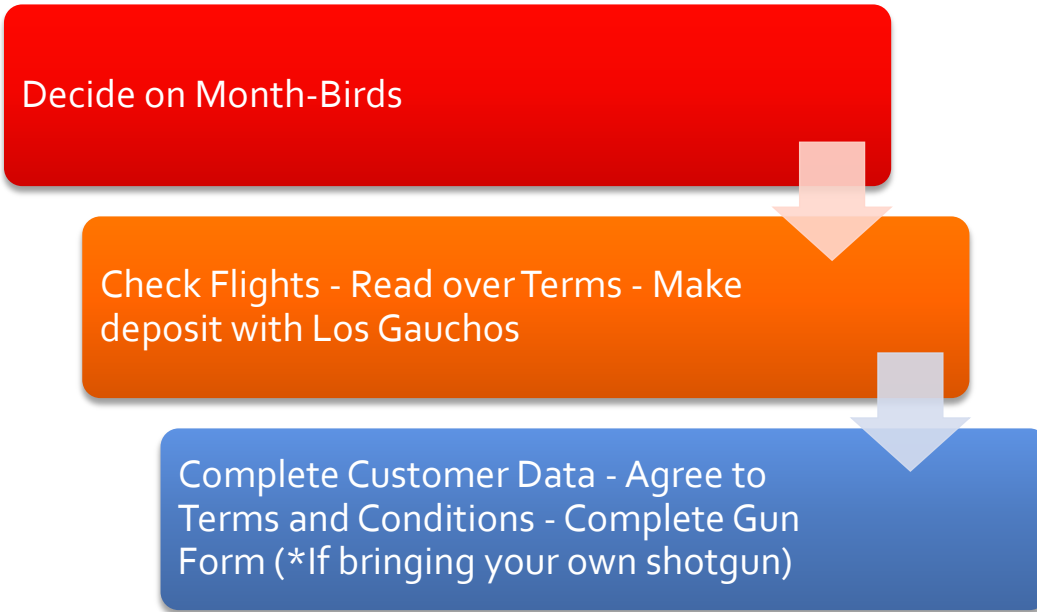 Decide on Month-Birds
Check Flights - Read over Terms - Make
deposit with Los Gauchos
Complete Customer Data - Agree to
Terms and Conditions - Complete Gun
Form (*If bringing your own shotgun)